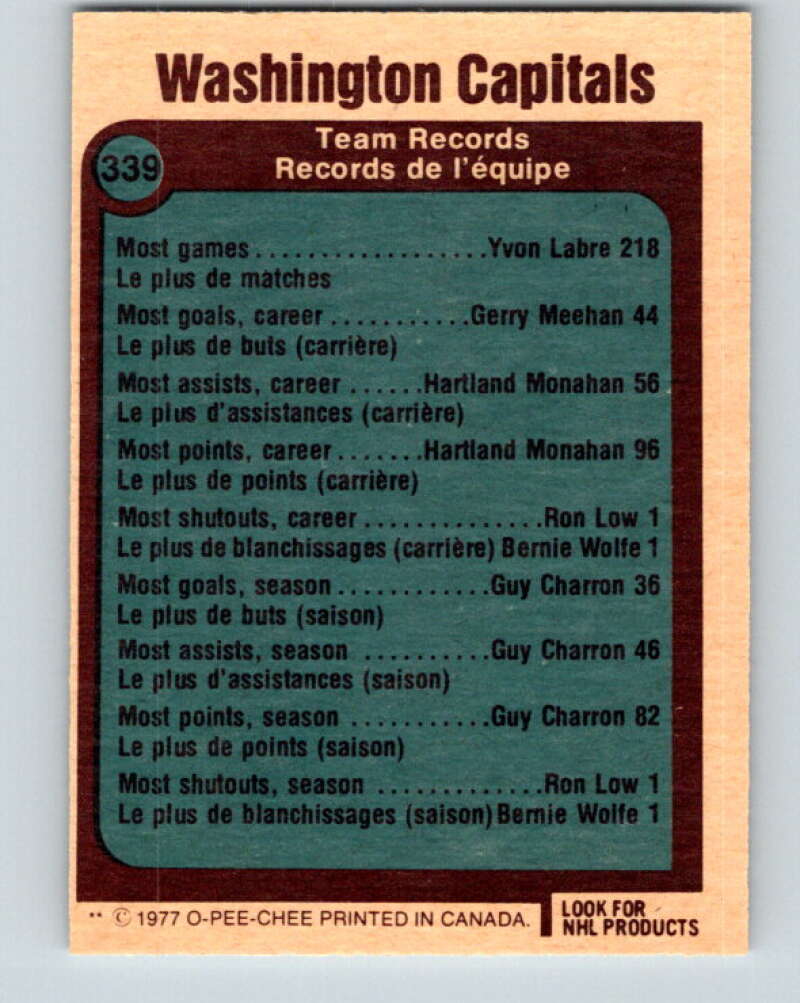 Washington Capitals
339
Team Records
Records de l'équipe
Most games..................Yvon Labre 218
Le plus de matches
Most goals, career...........Gerry Meehan 44
Le plus de buts (carrière)
Most assists, career ......Hartland Monahan 56
Le plus d'assistances (carrière)
Most points, career.......Hartland Monahan 96
Le plus de points (carrière)
Most shutouts, career ..............Ron Low 1
Le plus de blanchissages (carrière) Bernie Wolfe 1
Most goals, season............Guy Charron 36
Le plus de buts (saison)
Most assists, season ..........Guy Charron 46
Le plus d'assistances (saison)
Most points, season ...........Guy Charron 82
Le plus de points (saison)
Most shutouts, season .............Ron Low 1
Le plus de blanchissages (saison) Bernie Wolfe 1
** © 1977 O-PEE-CHEE PRINTED IN CANADA.
LOOK FOR
NHL PRODUCTS